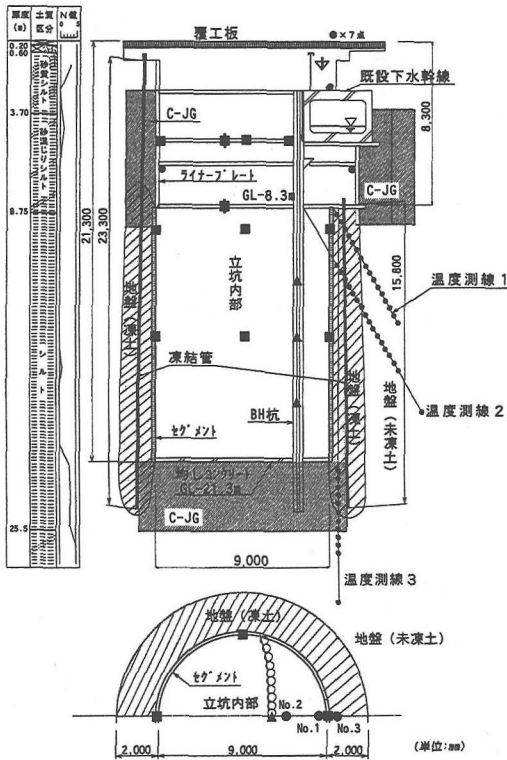 深度
(m)
土質
区分
N値
0 5
0.20
0.60
砂質シルト
3.70
砂混じりシルト
8.75
シルト
25.5
覆工板
●×7点
既設下水幹線
C-JG
8,300
ライナープレート
GL-8.3m
C-JG
21,300
23,300
立坑内部
15,800
温度測線1
地盤(凍土)
凍結管
地盤(凍土)
地盤(未凍土)
温度測線2
セグメント
BH杭
均しコンクリート
GL-21.3m
C-JG
9,000
温度測線3
地盤(凍土)
地盤(未凍土)
セグメント
立坑内部
No.2
No.1
No.3
2,000
9,000
2,000
(単位:mm)